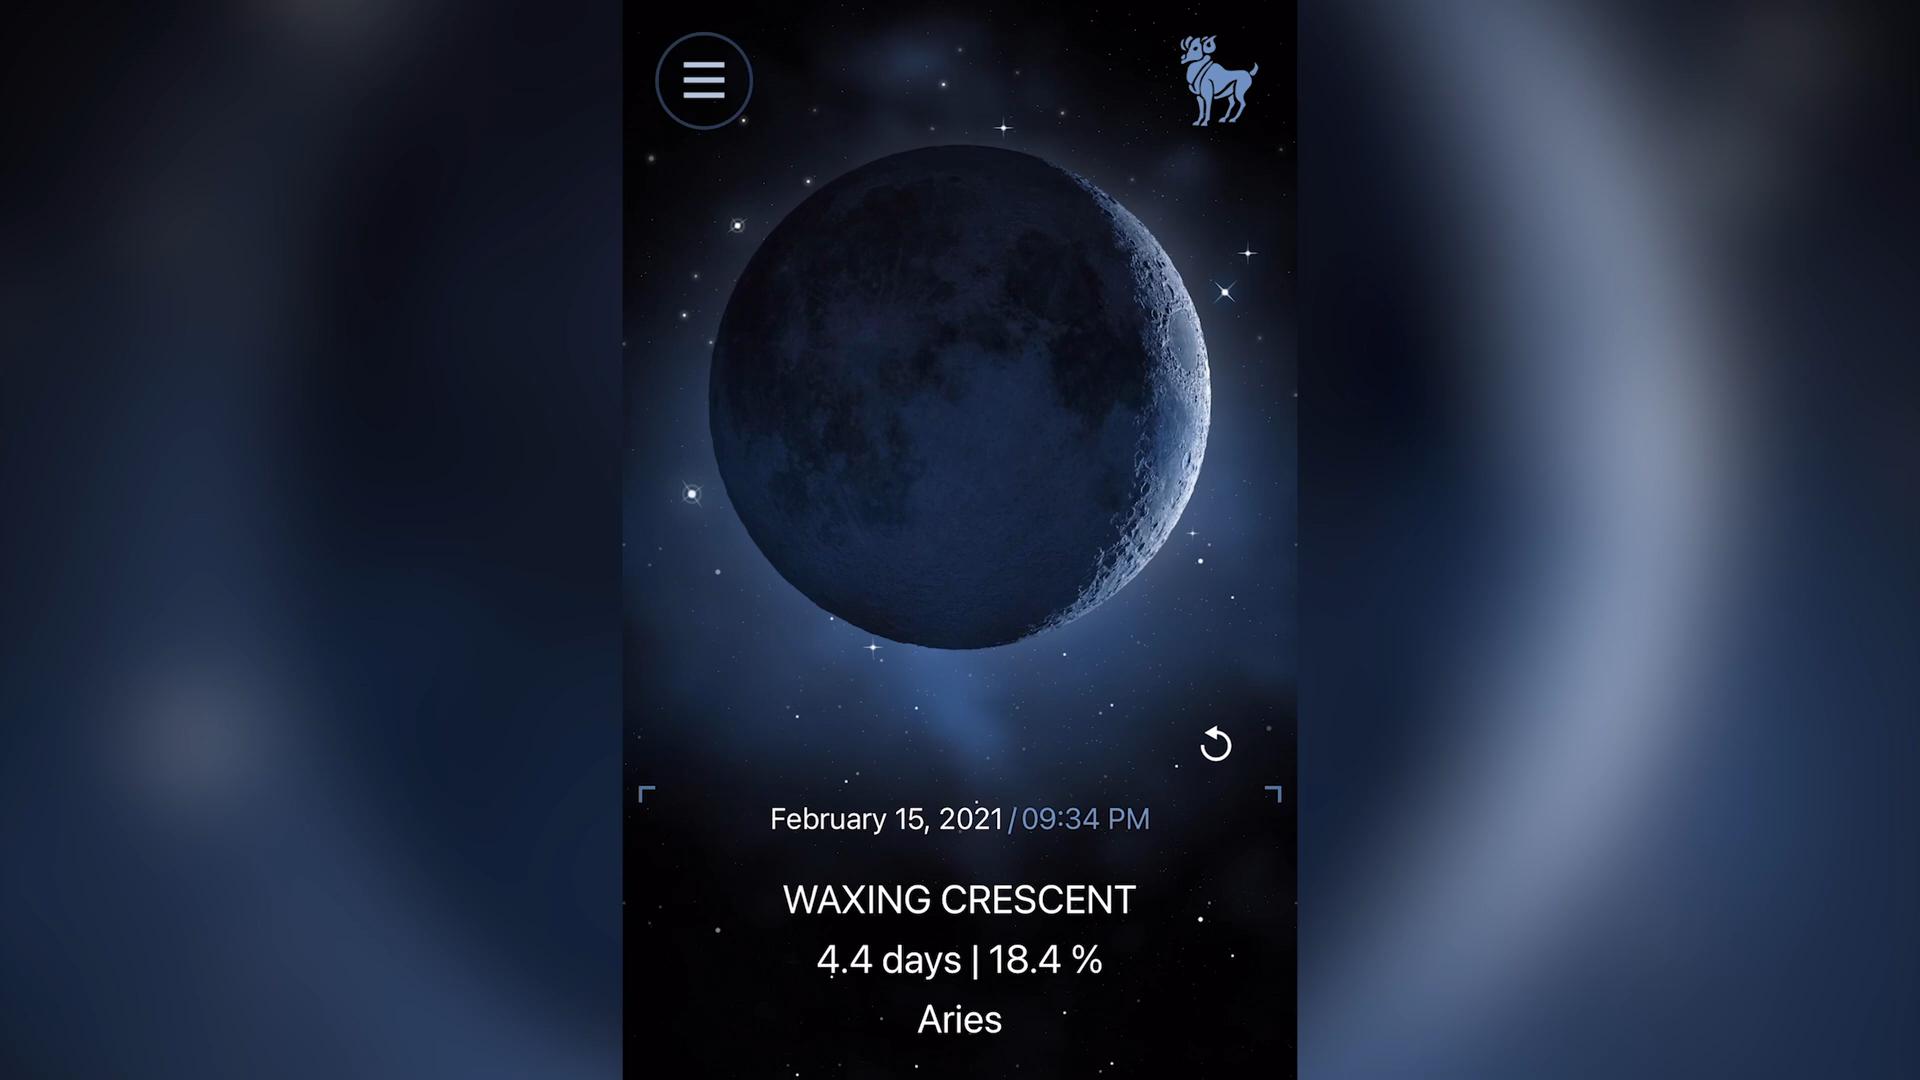 February 15, 2021/09:34 PM
WAXING CRESCENT
4.4 days | 18.4 %
Aries